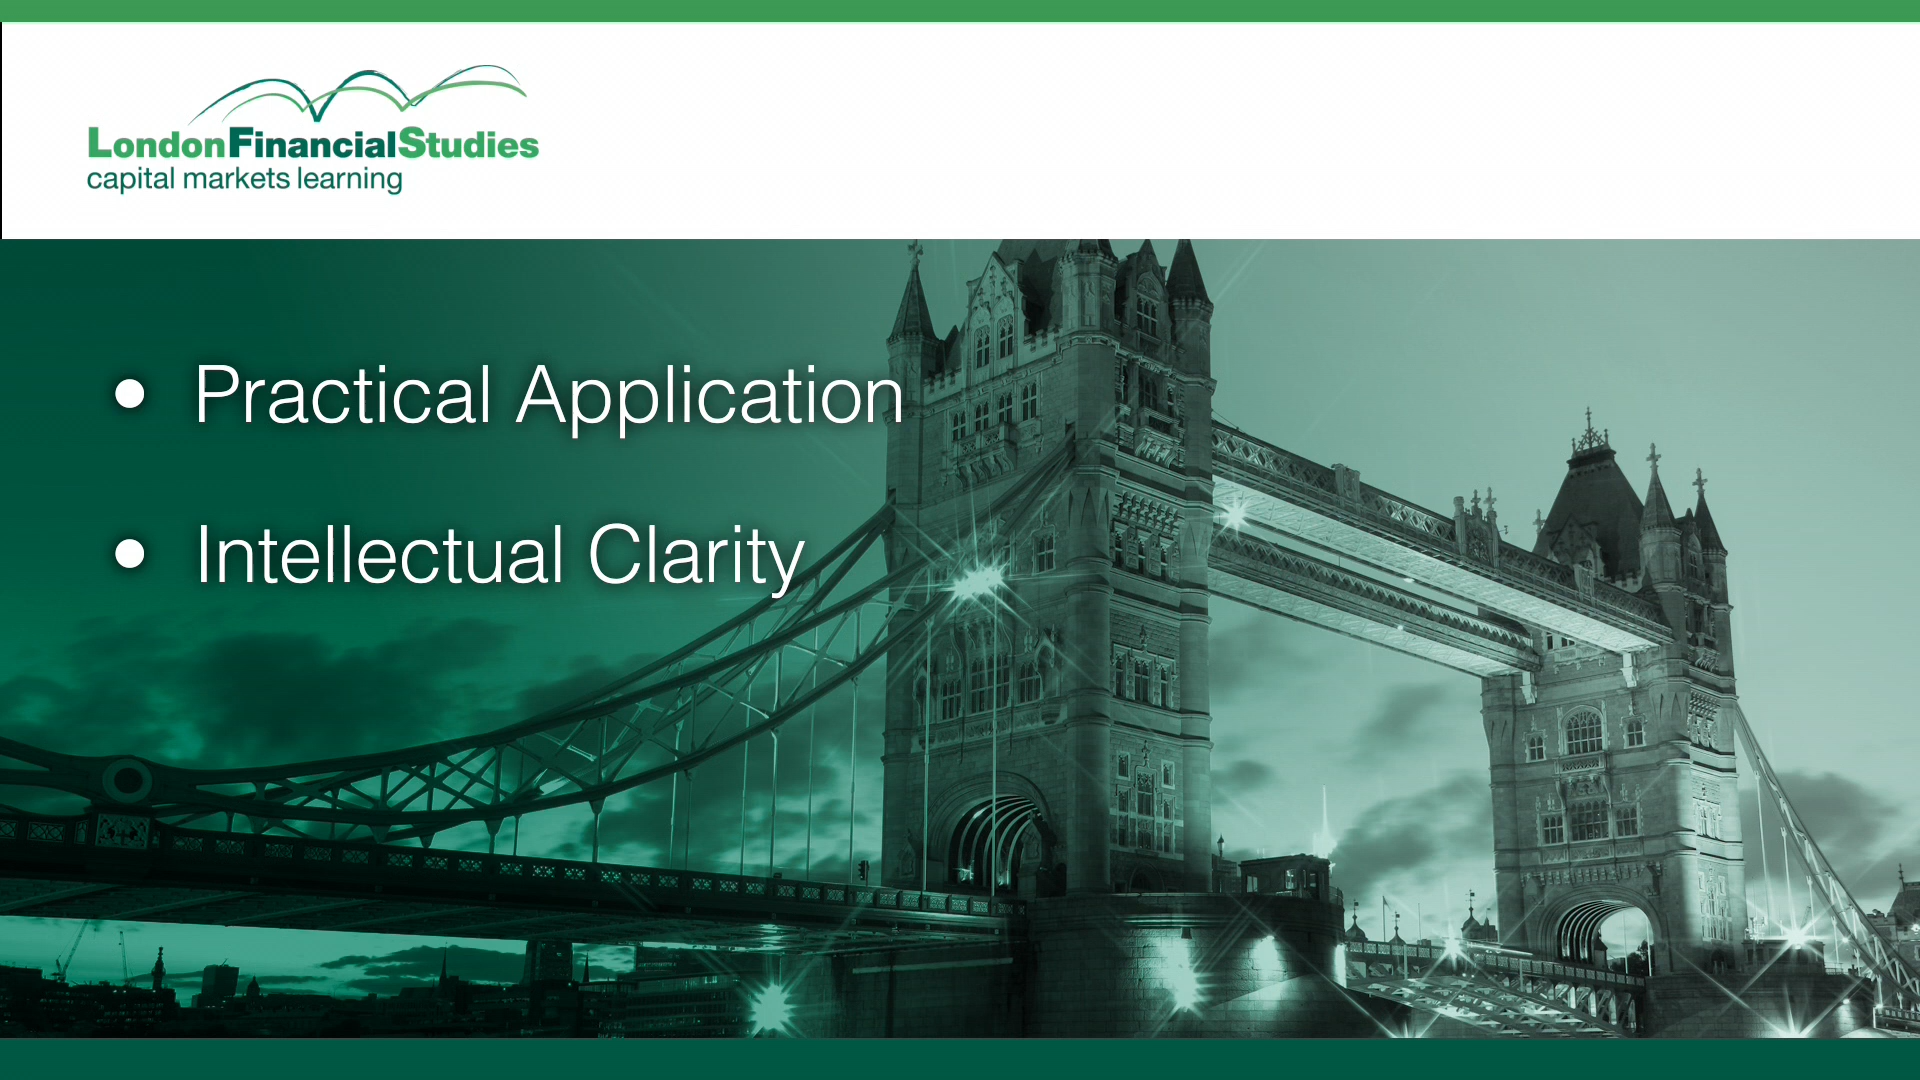 LondonFinancialStudies
capital markets learning
• Practical Application
• Intellectual Clarity